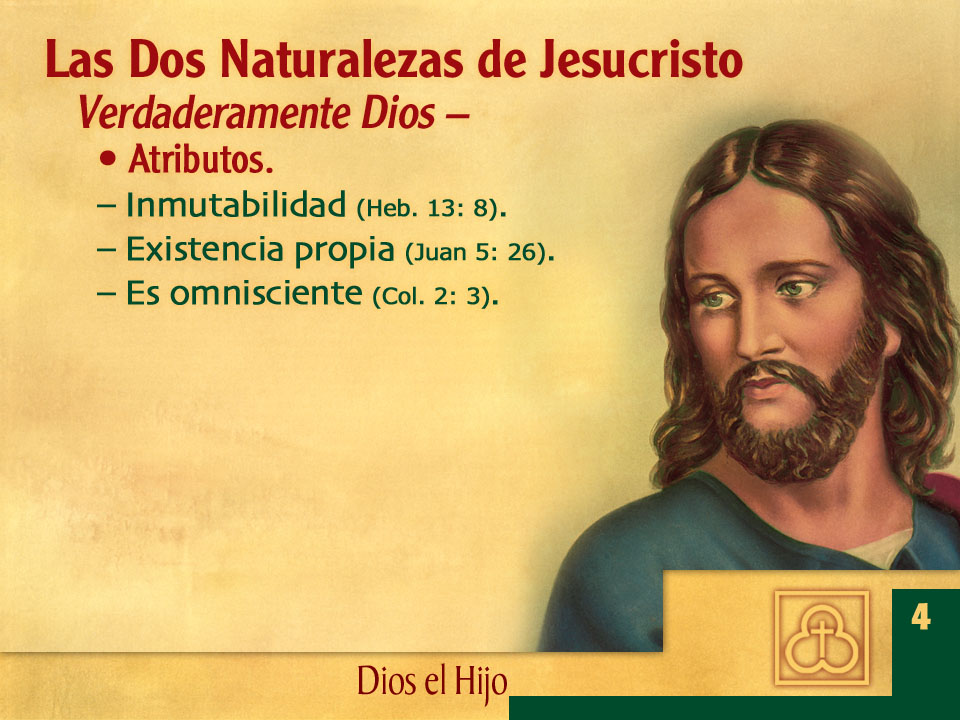 Las Dos Naturalezas de Jesucristo
Verdaderamente Dios –
• Atributos.
– Inmutabilidad (Heb. 13: 8).
– Existencia propia (Juan 5: 26).
– Es omnisciente (Col. 2: 3).
4
Dios el Hijo